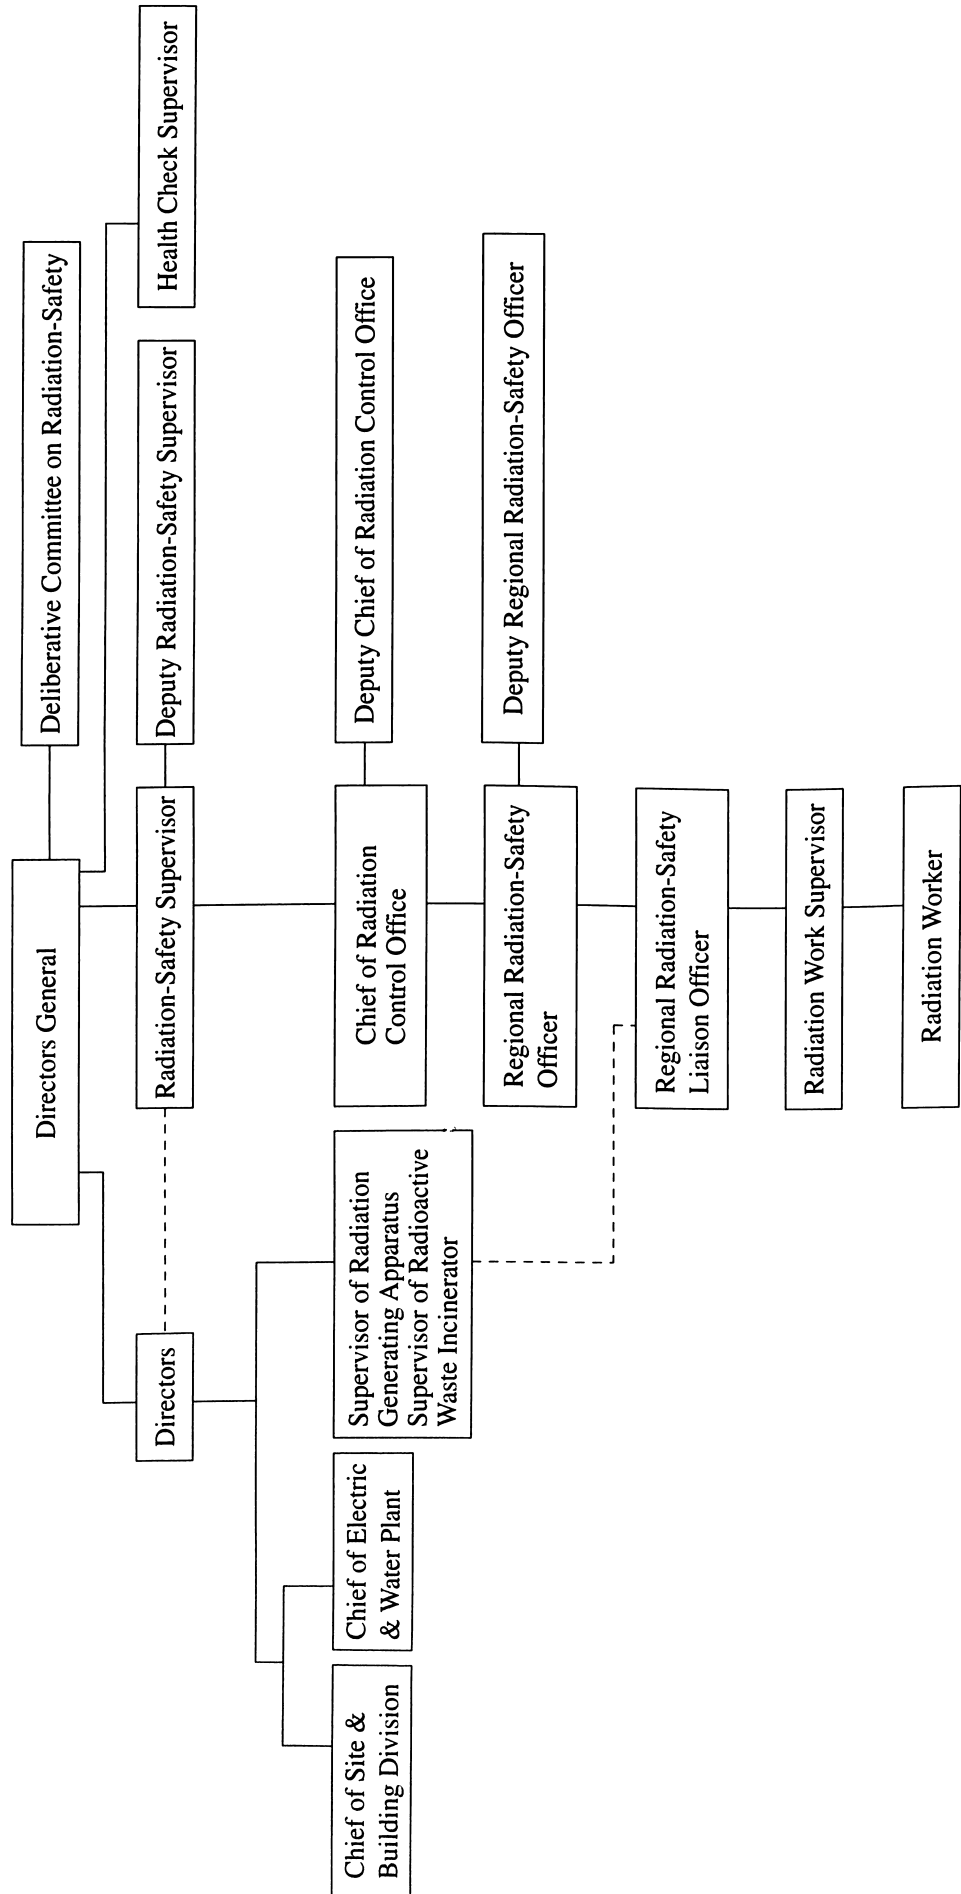 Directors General
Deliberative Committee on Radiation-Safety
Directors
Radiation-Safety Supervisor
Deputy Radiation-Safety Supervisor
Health Check Supervisor
Chief of Site &
Building Division
Chief of Electric
& Water Plant
Supervisor of Radiation
Generating Apparatus
Supervisor of Radioactive
Waste Incinerator
Chief of Radiation
Control Office
Deputy Chief of Radiation Control Office
Regional Radiation-Safety
Officer
Deputy Regional Radiation-Safety Officer
Regional Radiation-Safety
Liaison Officer
Radiation Work Supervisor
Radiation Worker